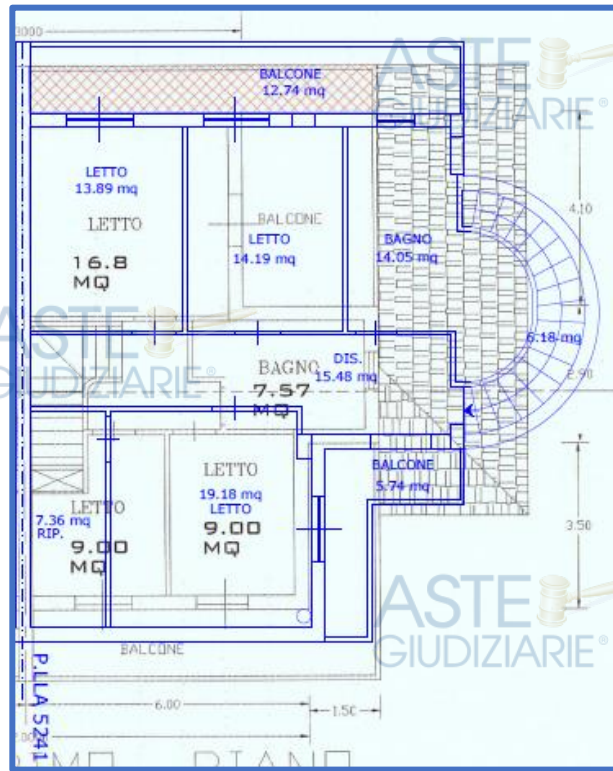 3000
ASTE
GIUDIZIARIE®
BALCONE
12.74 mq
LETTO
13.89 mq
LETTO
16.8
MQ
BALCONE
LETTO
14.19 mq
BAGNO
14.05 mq
4.10
ASTE
GIUDIZIARIE®
6.18 mq
BAGNO
7.57
MQ
DIS.
15.48 mq
2.90
LETTO
19.18 mq
LETTO
9.00
MQ
BALCONE
5.74 mq
LETTO
9.00
MQ
7.36 mq
RIP.
3.50
ASTE
GIUDIZIARIE®
BALCONE
P.LLA 5241
6.00
1.50
PIANO